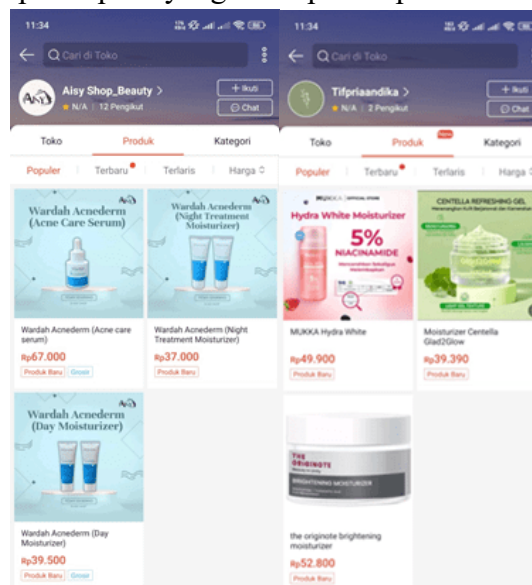 11:34
Cari di Toko
Aisy Shop_Beauty >
N/A 12 Pengikut
+ Ikuti
Chat
Toko Produk Kategori
Populer Terbaru Terlaris Harga
Wardah Acnederm
(Acne Care Serum)
Wardah Acnederm (Acne care
serum)
Rp67.000
Produk Baru Grosir
Wardah Acnederm
(Night Treatment
Moisturizer)
Wardah Acnederm (Night
Treatment Moisturizer)
Rp37.000
Produk Baru
Wardah Acnederm
(Day Moisturizer)
Wardah Acnederm (Day
Moisturizer)
Rp39.500
Produk Baru Grosir
11:34
Cari di Toko
Tifpriaandika >
N/A 2 Pengikut
+ Ikuti
Chat
Toko Produk Kategori
Populer Terbaru Terlaris Harga
MUKKA
Hydra White Moisturizer
5%
NIACINAMIDE
MUKKA Hydra White
Rp49.900
Produk Baru
CENTELLA REFRESHING GEL
Moisturizer Centella
Glad2Glow
Rp39.390
Produk Baru
THE
ORIGINOTE
BRIGHTENING MOISTURIZER
the originote brightening
moisturizer
Rp52.800
Produk Baru